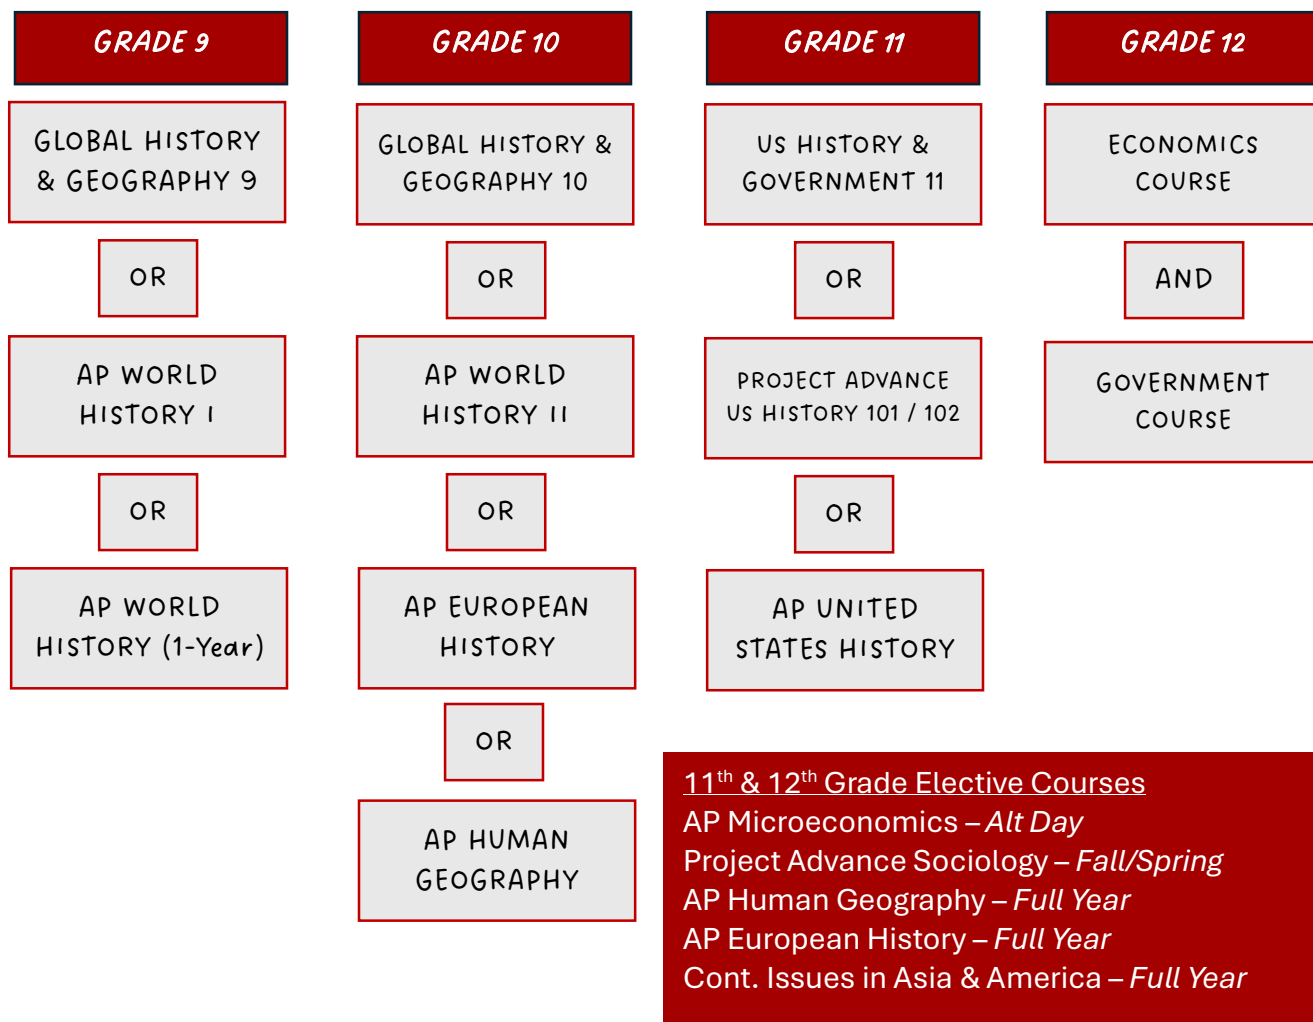 GRADE 9
GLOBAL HISTORY
& GEOGRAPHY 9
OR
AP WORLD
HISTORY I
OR
AP WORLD
HISTORY (1-Year)
GRADE 10
GLOBAL HISTORY &
GEOGRAPHY 10
OR
AP WORLD
HISTORY II
OR
AP EUROPEAN
HISTORY
OR
AP HUMAN
GEOGRAPHY
GRADE 11
US HISTORY &
GOVERNMENT 11
OR
PROJECT ADVANCE
US HISTORY 101 / 102
OR
AP UNITED
STATES HISTORY
GRADE 12
ECONOMICS
COURSE
AND
GOVERNMENT
COURSE
11th & 12th Grade Elective Courses
AP Microeconomics – Alt Day
Project Advance Sociology – Fall/Spring
AP Human Geography – Full Year
AP European History – Full Year
Cont. Issues in Asia & America – Full Year